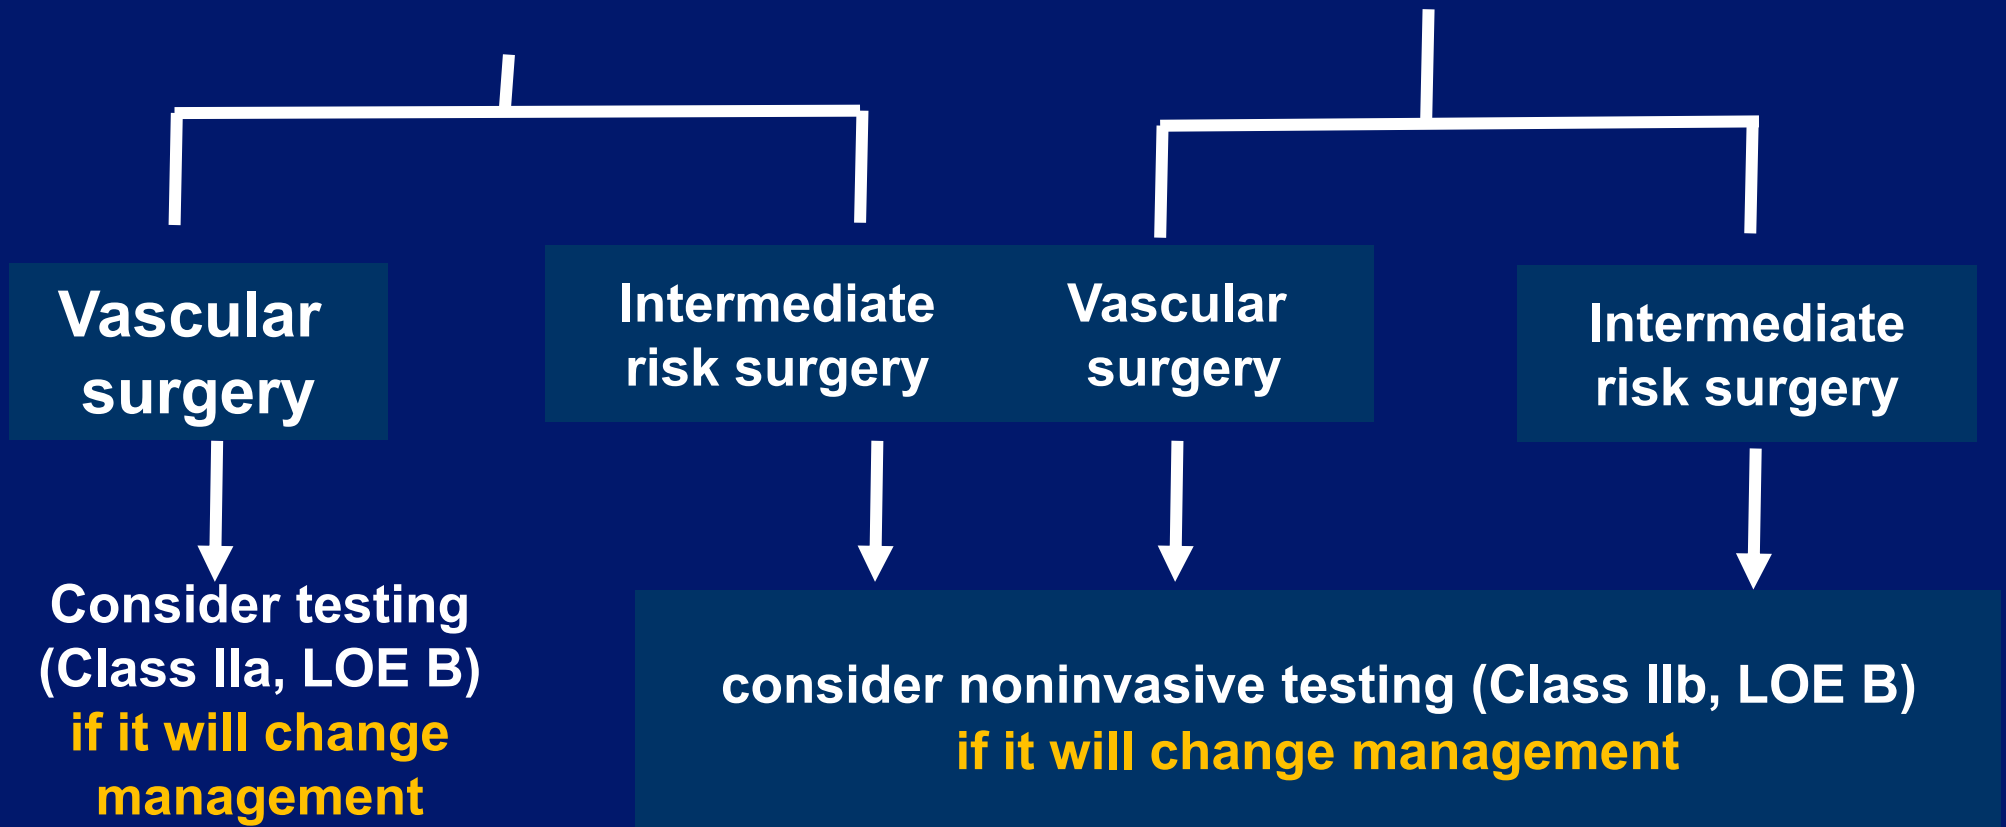 Vascular
surgery
Intermediate
risk surgery
Vascular
surgery
Intermediate
risk surgery
Consider testing
(Class IIa, LOE B)
if it will change
management
consider noninvasive testing (Class IIb, LOE B)
if it will change management